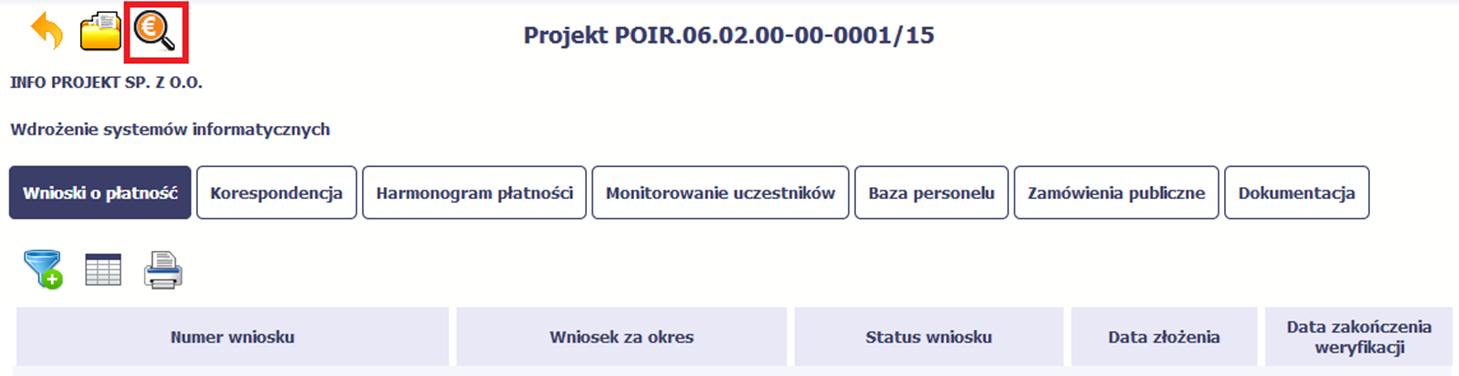 Projekt POIR.06.02.00-00-0001/15
INFO PROJEKT SP. Z O.O.
Wdrożenie systemów informatycznych
Wnioski o płatność Korespondencja Harmonogram płatności Monitorowanie uczestników Baza personelu Zamówienia publiczne Dokumentacja
Numer wniosku Wniosek za okres Status wniosku Data złożenia Data zakończenia
weryfikacji